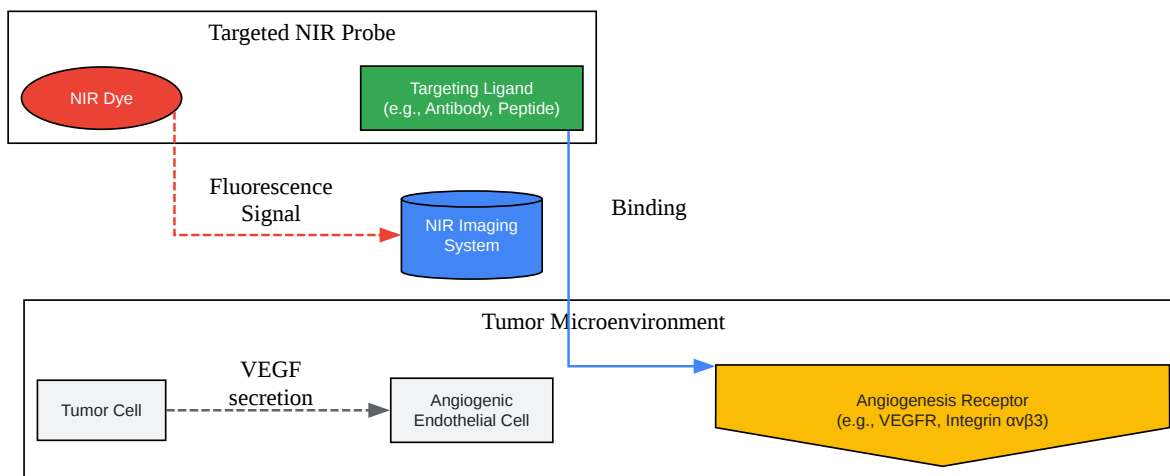 Targeted NIR Probe
NIR Dye
Targeting Ligand
(e.g., Antibody, Peptide)
Fluorescence
Signal
NIR Imaging
System
Binding
Tumor Microenvironment
VEGF
secretion
Tumor Cell
Angiogenic
Endothelial Cell
Angiogenesis Receptor
(e.g., VEGFR, Integrin αvβ3)